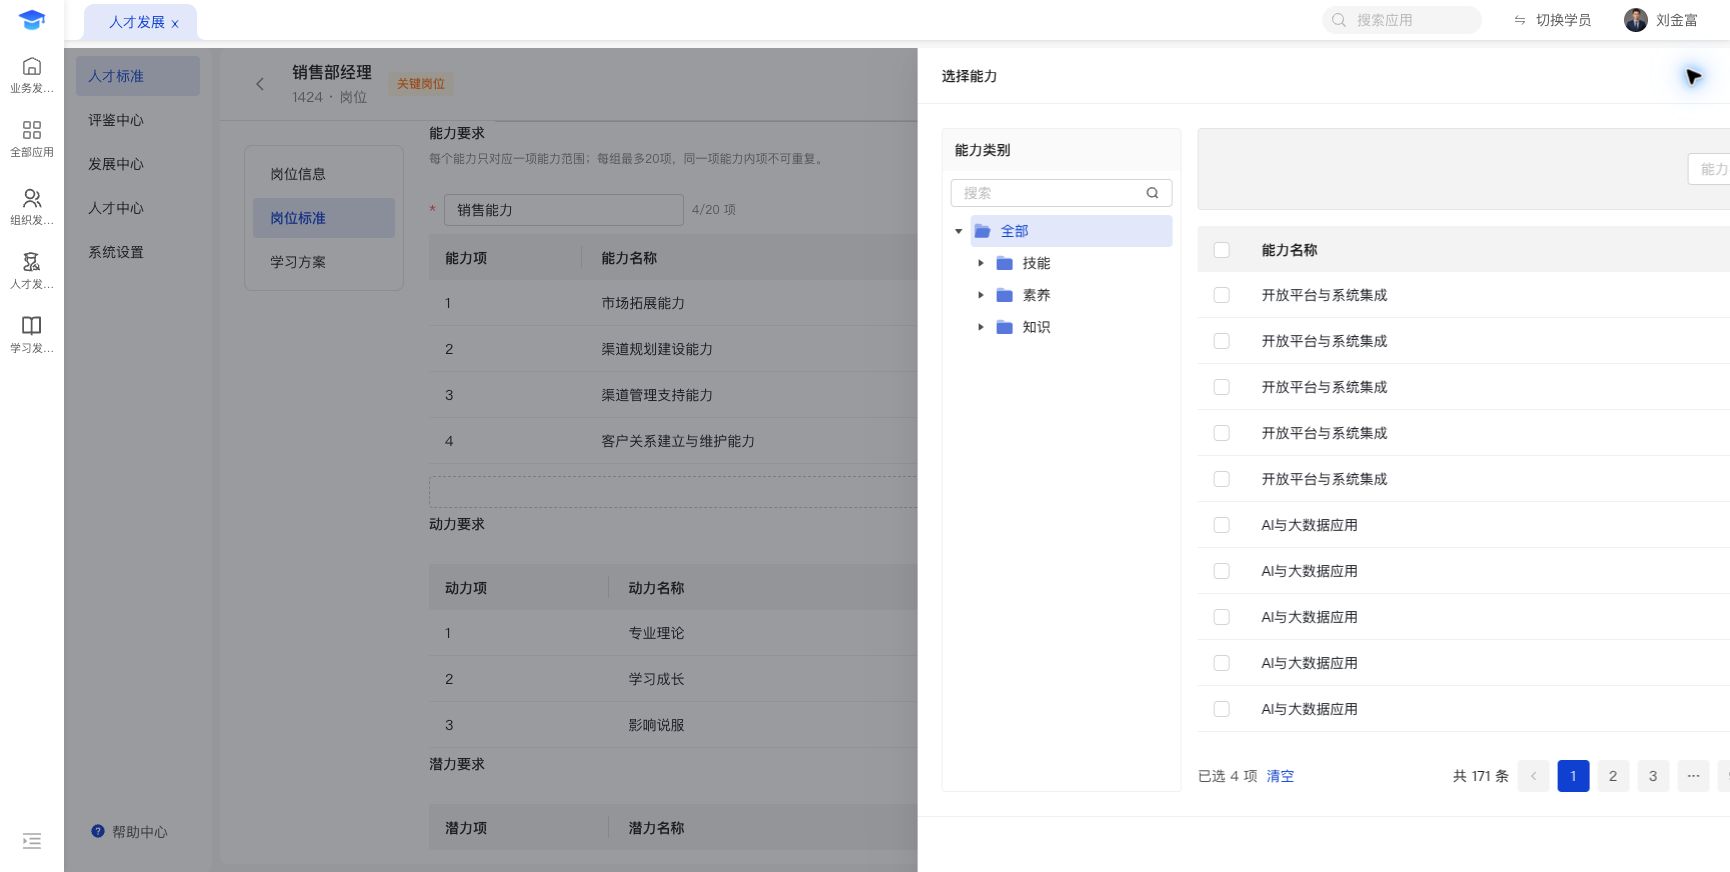 人才发展 x
搜索应用
切换学员
刘金富
业务发...
全部应用
组织发...
人才发...
学习发...
人才标准
评鉴中心
发展中心
人才中心
系统设置
帮助中心
销售部经理
1424 · 岗位
关键岗位
岗位信息
岗位标准
学习方案
能力要求
每个能力只对应一项能力范围；每组最多20项，同一项能力内项不可重复。
* 销售能力 4/20 项
能力项 能力名称
1 市场拓展能力
2 渠道规划建设能力
3 渠道管理支持能力
4 客户关系建立与维护能力
动力要求
动力项 动力名称
1 专业理论
2 学习成长
3 影响说服
潜力要求
潜力项 潜力名称
选择能力
能力类别
搜索
全部
技能
素养
知识
能力
能力名称
开放平台与系统集成
开放平台与系统集成
开放平台与系统集成
开放平台与系统集成
开放平台与系统集成
AI与大数据应用
AI与大数据应用
AI与大数据应用
AI与大数据应用
AI与大数据应用
已选 4 项 清空
共 171 条 < 1 2 3 ···